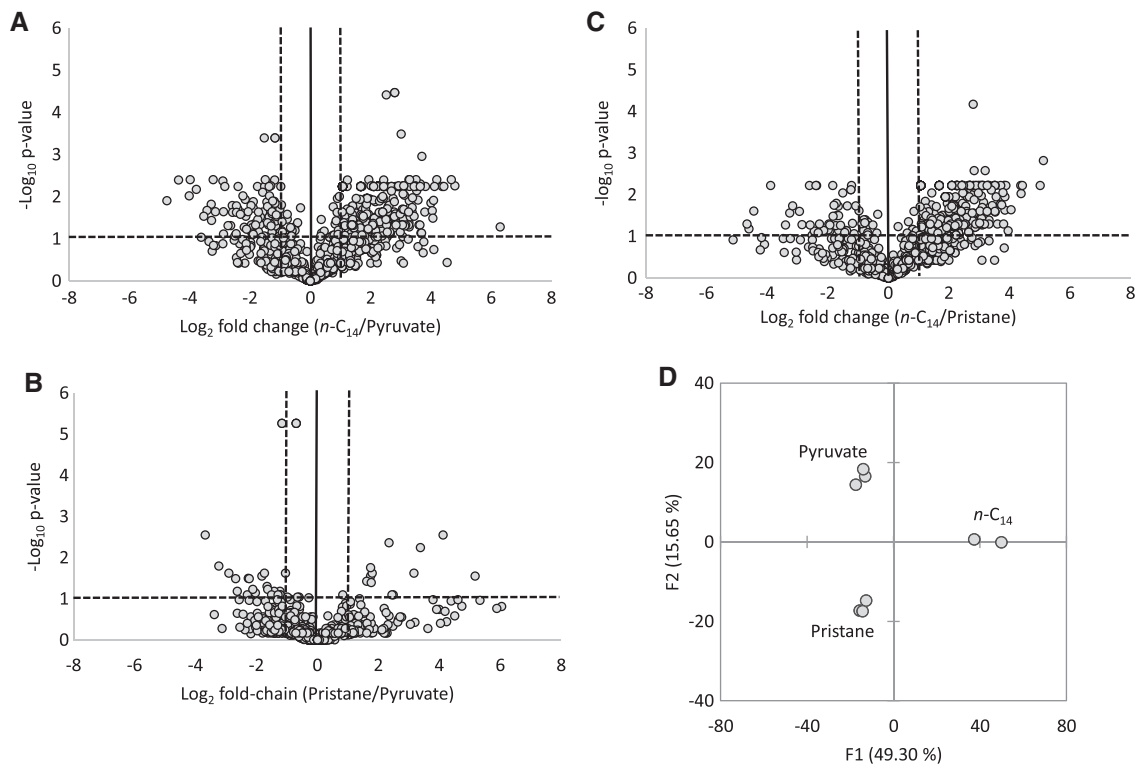 A
6
5
4
3
2
1
0
-8 -6 -4 -2 0 2 4 6 8
-Log10 p-value
Log2 fold change (n-C14/Pyruvate)
C
6
5
4
3
2
1
0
-8 -6 -4 -2 0 2 4 6 8
-log10 p-value
Log2 fold change (n-C14/Pristane)
B
6
5
4
3
2
1
0
-8 -6 -4 -2 0 2 4 6 8
-Log10 p-value
Log2 fold-chain (Pristane/Pyruvate)
D
40
20
0
-20
-40
-80 -40 0 40 80
F2 (15.65 %)
F1 (49.30 %)
Pyruvate
n-C14
Pristane